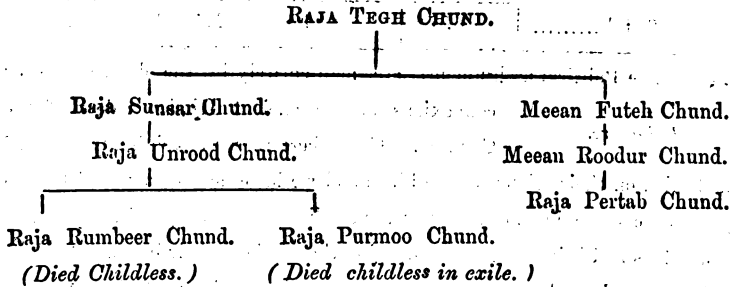 RAJA TEGH CHUND.
Raja Sunsar Chund. Meean Futeh Chund.
Raja Unrood Chund. Meean Roodur Chund.
Raja Pertab Chund.
Raja Rumbeer Chund. Raja Purmoo Chund.
(Died Childless.) (Died childless in exile.)